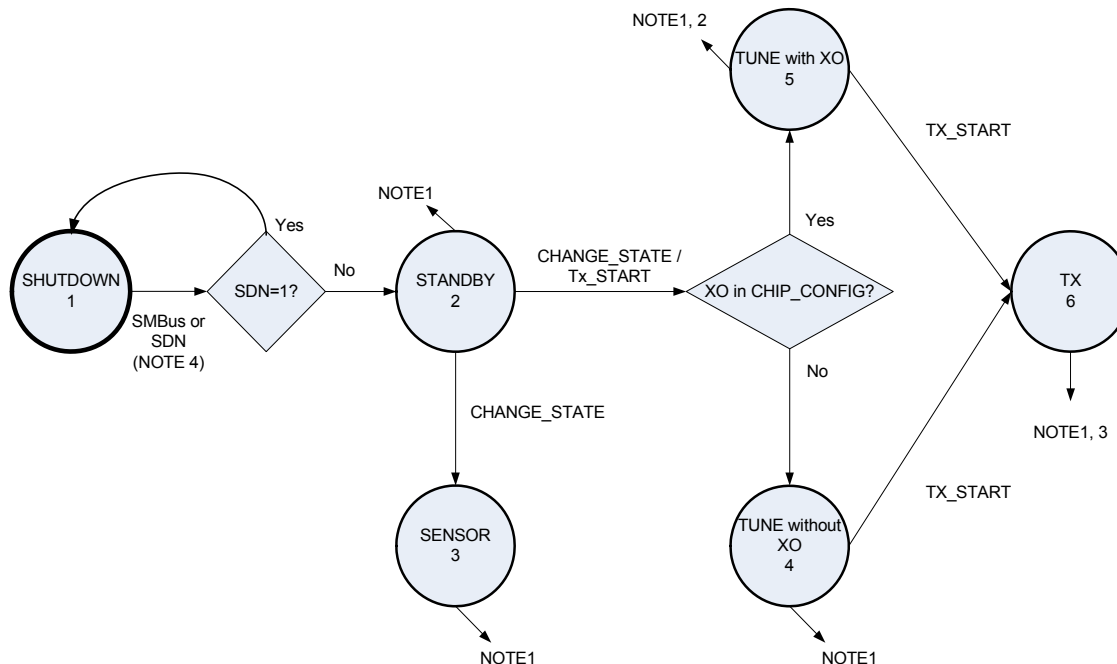 NOTE1, 2
TUNE with XO
5
TX_START
NOTE1
Yes
Yes
SHUTDOWN
1
SMBus or
SDN
(NOTE 4)
SDN=1?
No
STANDBY
2
CHANGE_STATE /
Tx_START
XO in CHIP_CONFIG?
TX
6
No
CHANGE_STATE
NOTE1, 3
SENSOR
3
TUNE without
XO
4
TX_START
NOTE1
NOTE1